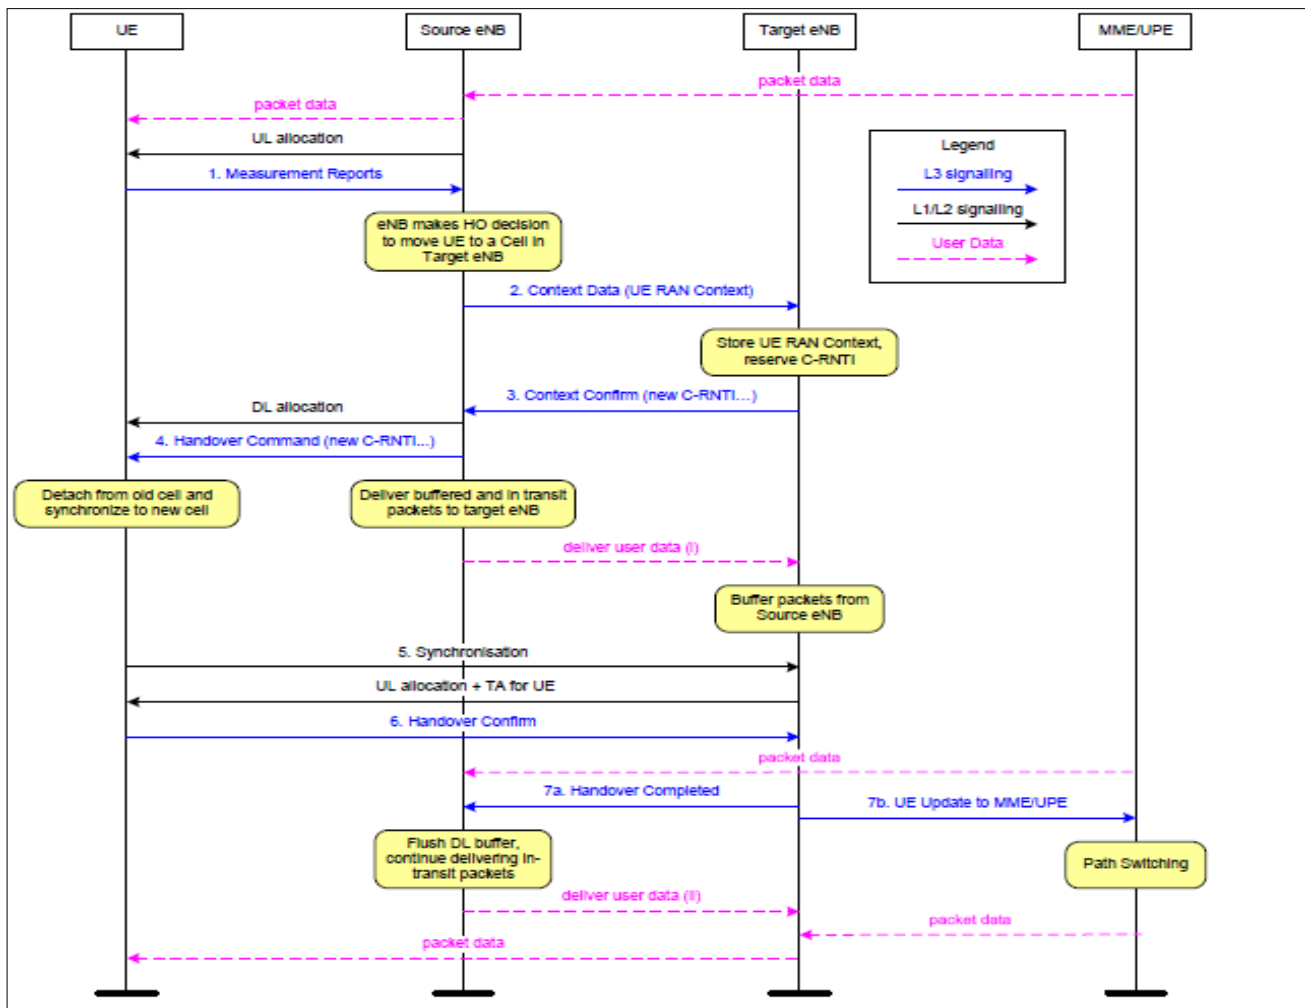 UE
Source eNB
Target eNB
MME/UPE
packet data
packet data
UL allocation
Legend
1. Measurement Reports
L3 signalling
L1/L2 signalling
eNB makes HO decision
to move UE to a Cell in
Target eNB
User Data
2. Context Data (UE RAN Context)
Store UE RAN Context,
reserve C-RNTI
3. Context Confirm (new C-RNTI...)
DL allocation
4. Handover Command (new C-RNTI...)
Detach from old cell and
synchronize to new cell
Deliver buffered and in transit
packets to target eNB
deliver user data (i)
Buffer packets from
Source eNB
5. Synchronisation
UL allocation + TA for UE
6. Handover Confirm
packet data
7a. Handover Completed
7b. UE Update to MME/UPE
Flush DL buffer,
continue delivering in-
transit packets
Path Switching
deliver user data (ii)
packet data
packet data